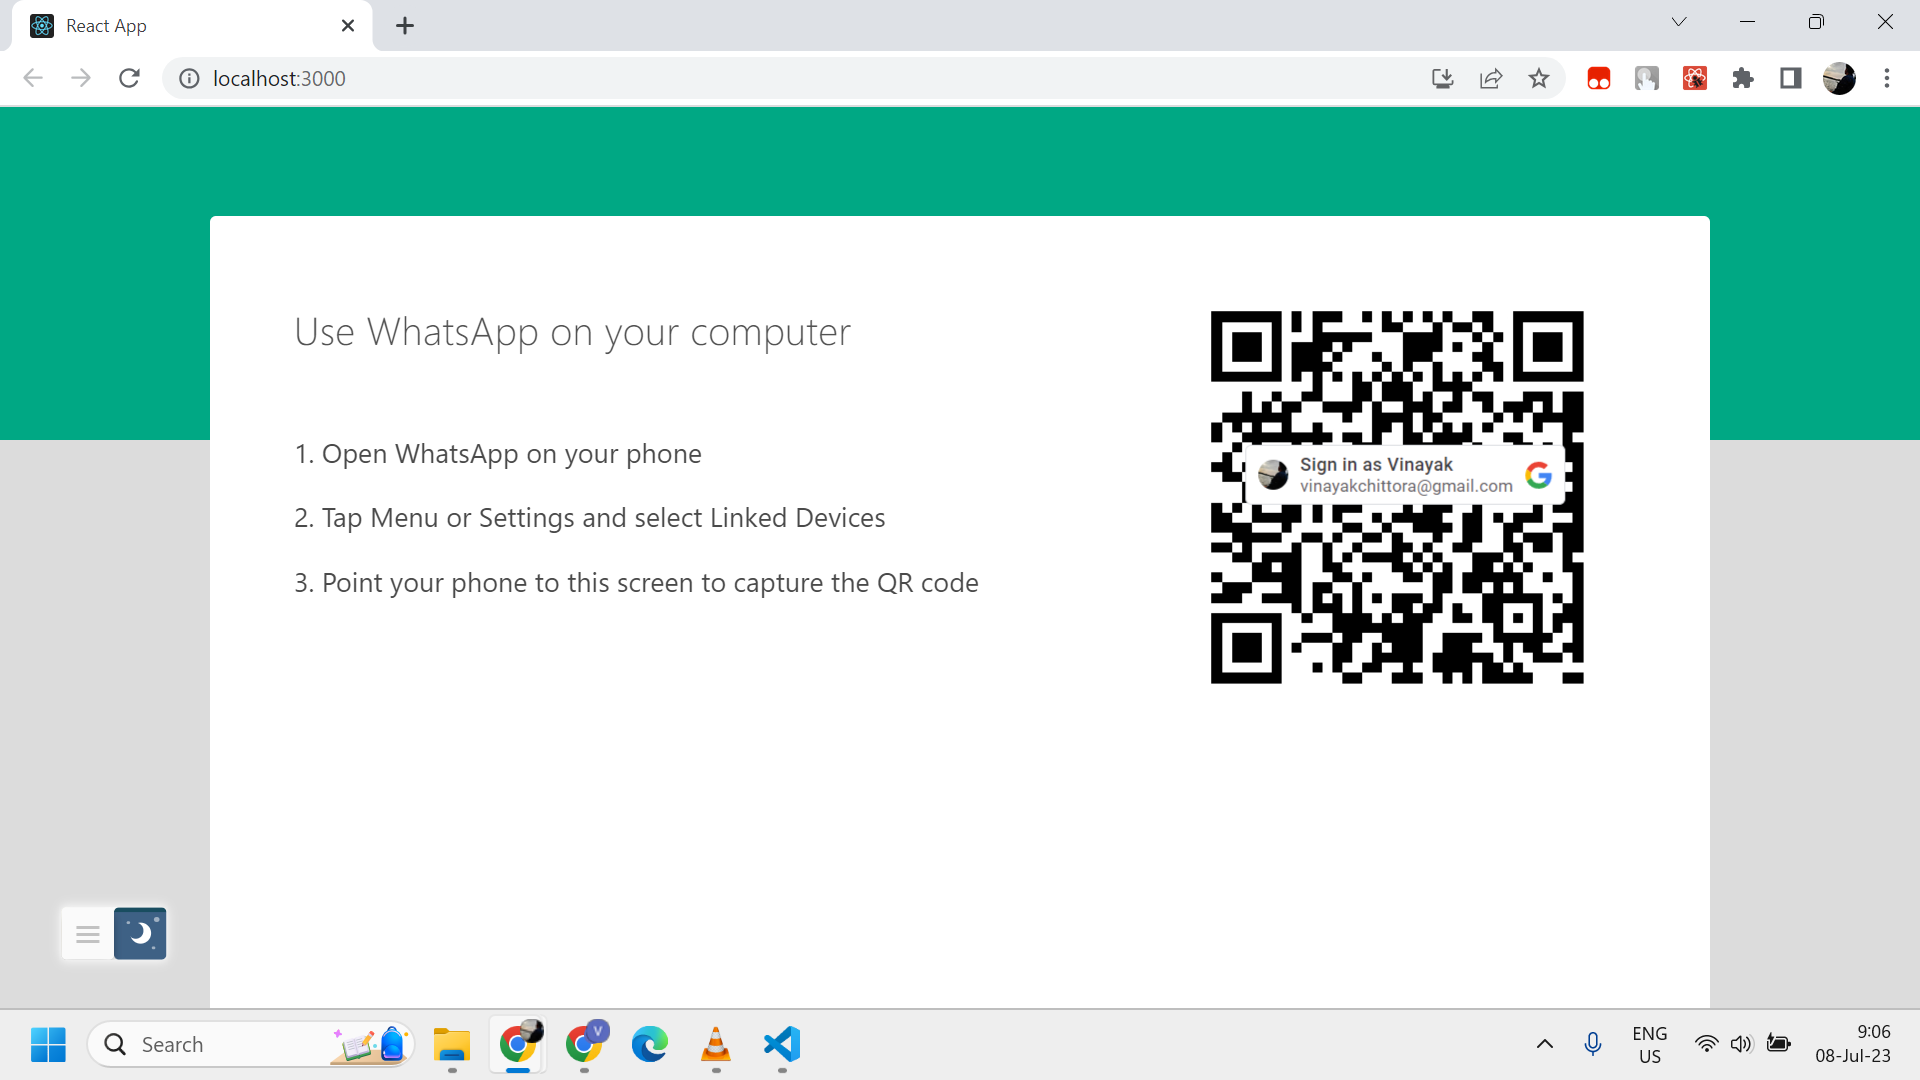 React App
localhost:3000
Use WhatsApp on your computer
1. Open WhatsApp on your phone
2. Tap Menu or Settings and select Linked Devices
3. Point your phone to this screen to capture the QR code
Sign in as Vinayak
vinayakchittora@gmail.com
Search
V
ENG
US
9:06
08-Jul-23